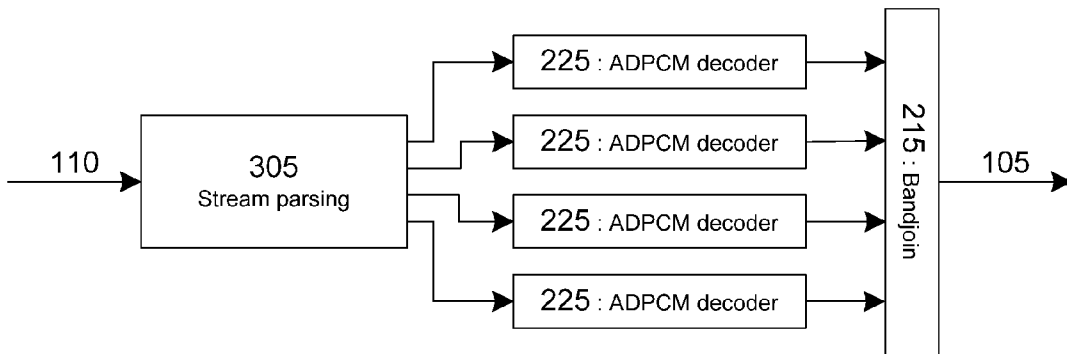 110
305
Stream parsing
225 : ADPCM decoder
225 : ADPCM decoder
225 : ADPCM decoder
225 : ADPCM decoder
215 : Bandjoin
105